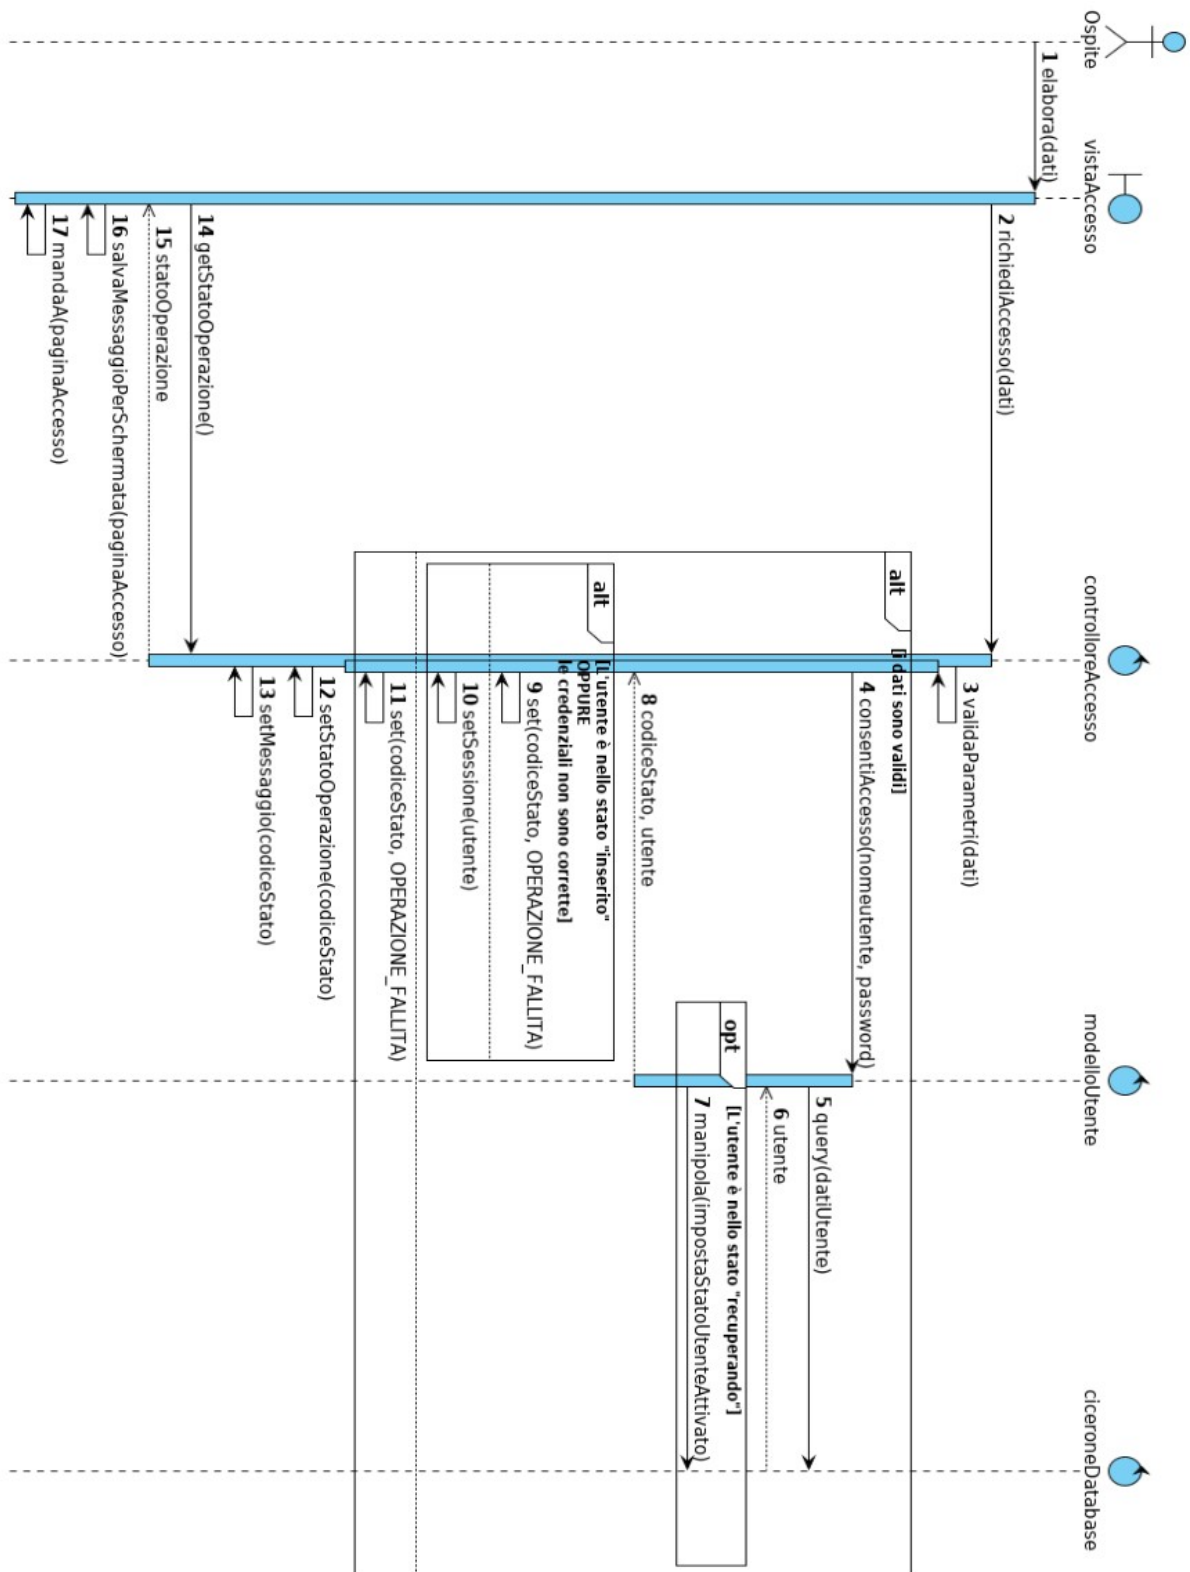 Ospite
vistaAccesso
controlloreAccesso
modelloUtente
ciceroneDatabase
1 elabora(dati)
2 richiediAccesso(dati)
3 validaParametri(dati)
alt
[i dati sono validi]
4 consentiAccesso(nomeutente, password)
5 query(datiUtente)
6 utente
opt
[L'utente è nello stato "recuperando"]
7 manipola(impostaStatoUtenteAttivato)
8 codiceStato, utente
alt
[L'utente è nello stato "inserito"
OPPURE
le credenziali non sono corrette]
9 set(codiceStato, OPERAZIONE_FALLITA)
10 setSessione(utente)
11 set(codiceStato, OPERAZIONE_FALLITA)
12 setStatoOperazione(codiceStato)
13 setMessaggio(codiceStato)
14 getStatoOperazione()
15 statoOperazione
16 salvaMessaggioPerSchermata(paginaAccesso)
17 mandaA(paginaAccesso)